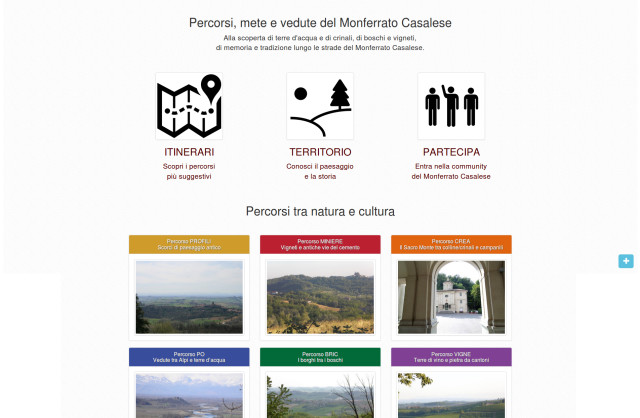 Percorsi, mete e vedute del Monferrato Casalese
Alla scoperta di terre d'acqua e di crinali, di boschi e vigneti,
di memoria e tradizione lungo le strade del Monferrato Casalese.
ITINERARI
Scopri i percorsi
più suggestivi
TERRITORIO
Conosci il paesaggio
e la storia
PARTECIPA
Entra nella community
del Monferrato Casalese
Percorsi tra natura e cultura
Percorso PROFILI
Scorci di paesaggio antico
Percorso MINIERE
Vigneti e antiche vie del cemento
Percorso CREA
Il Sacro Monte tra colline/crinali e campanili
Percorso PO
Vedute tra Alpi e terre d'acqua
Percorso BRIC
I borghi tra i boschi
Percorso VIGNE
Terre di vino e pietra da cantoni